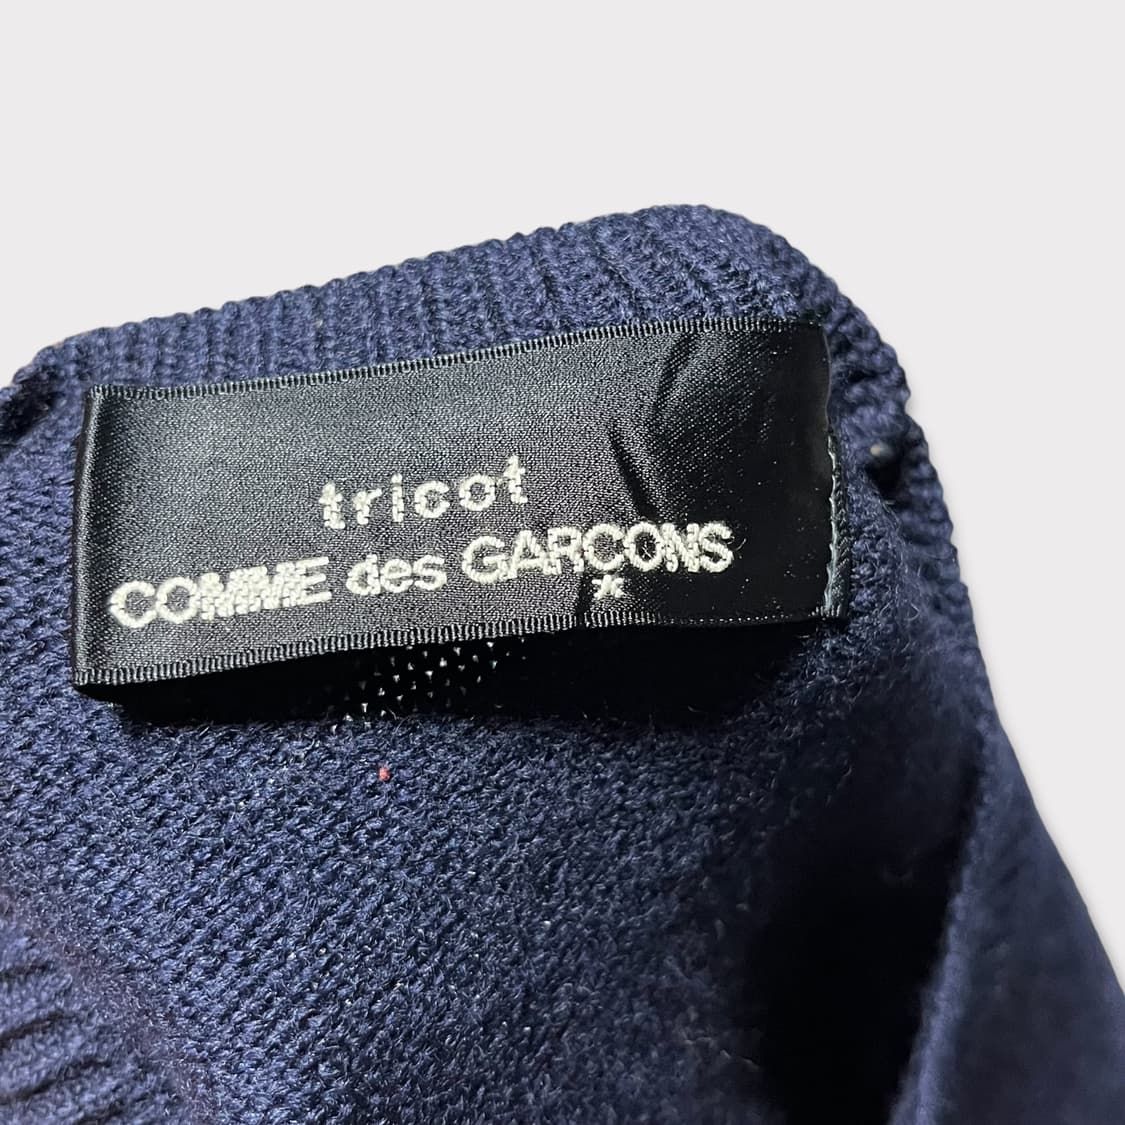 tricot
COMME des GARCONS
*